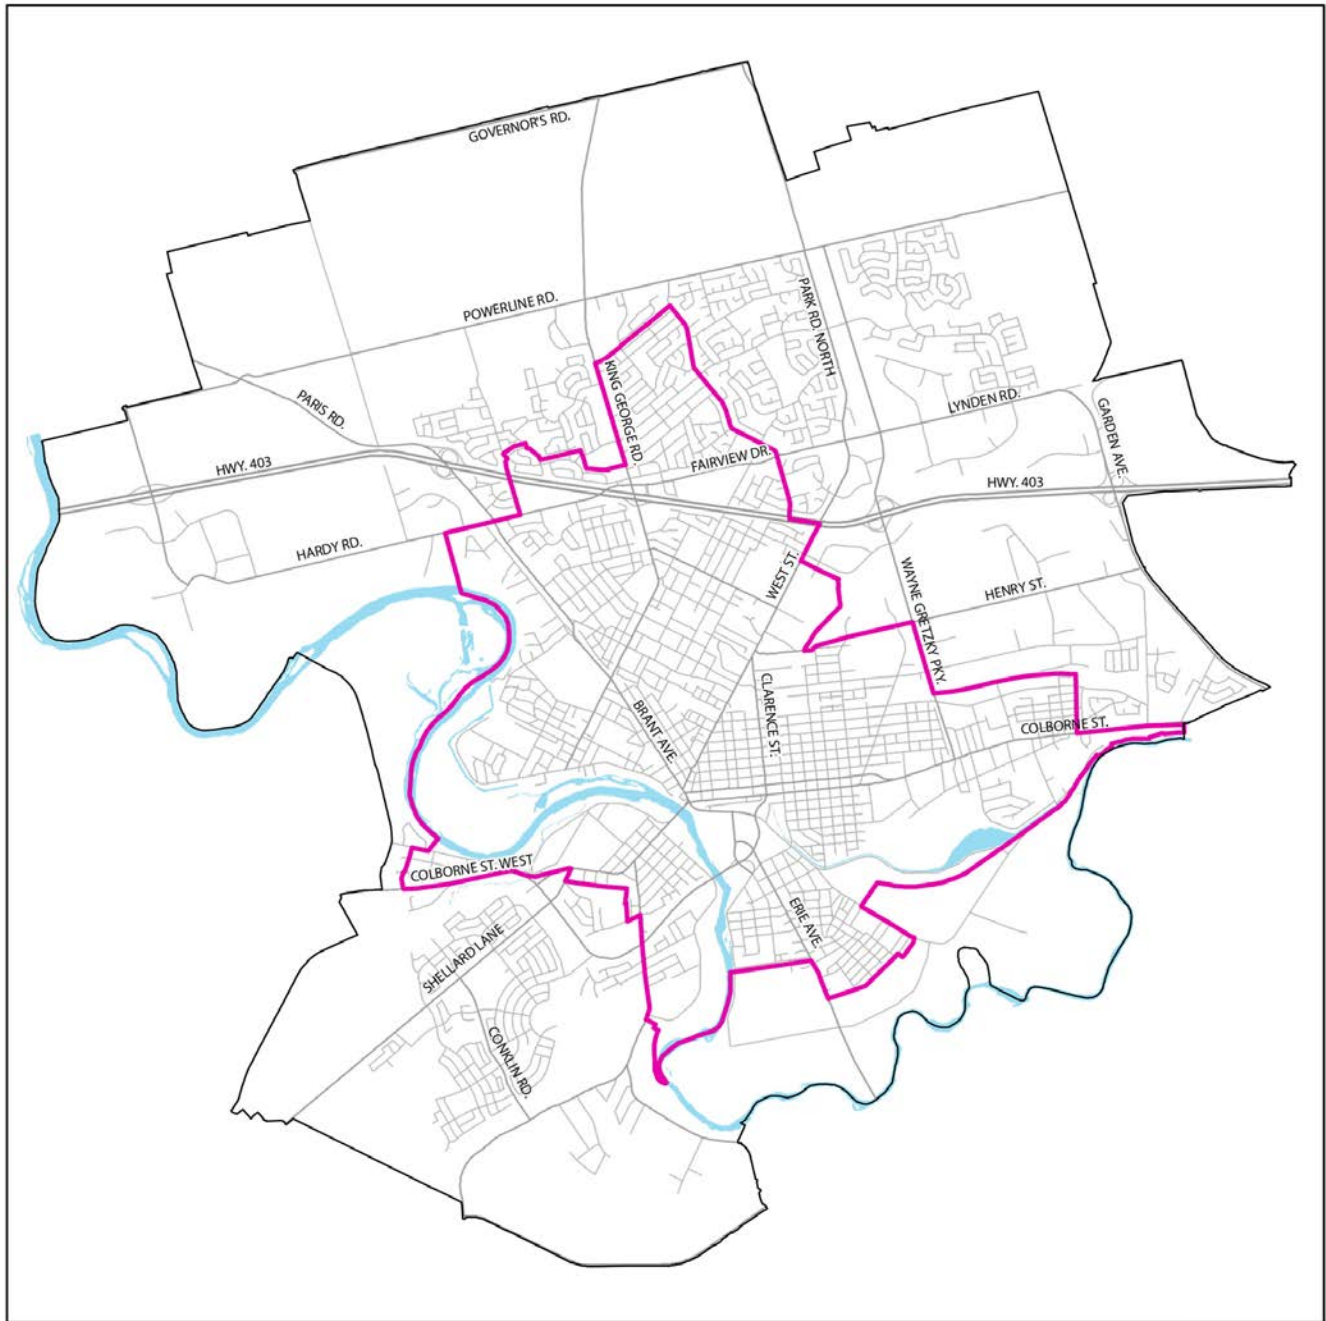 GOVERNOR'S RD.
POWERLINE RD.
PARK RD. NORTH
PARIS RD.
KING GEORGE RD.
LYNDEN RD.
GARDEN AVE.
HWY. 403
FAIRVIEW DR.
HWY. 403
HARDY RD.
WEST ST.
WAYNE GRETZKY PKY.
HENRY ST.
CLARENCE ST.
BRANT AVE.
COLBORNE ST.
COLBORNE ST. WEST
ERIE AVE.
SHELLARD LANE
CONKLIN RD.